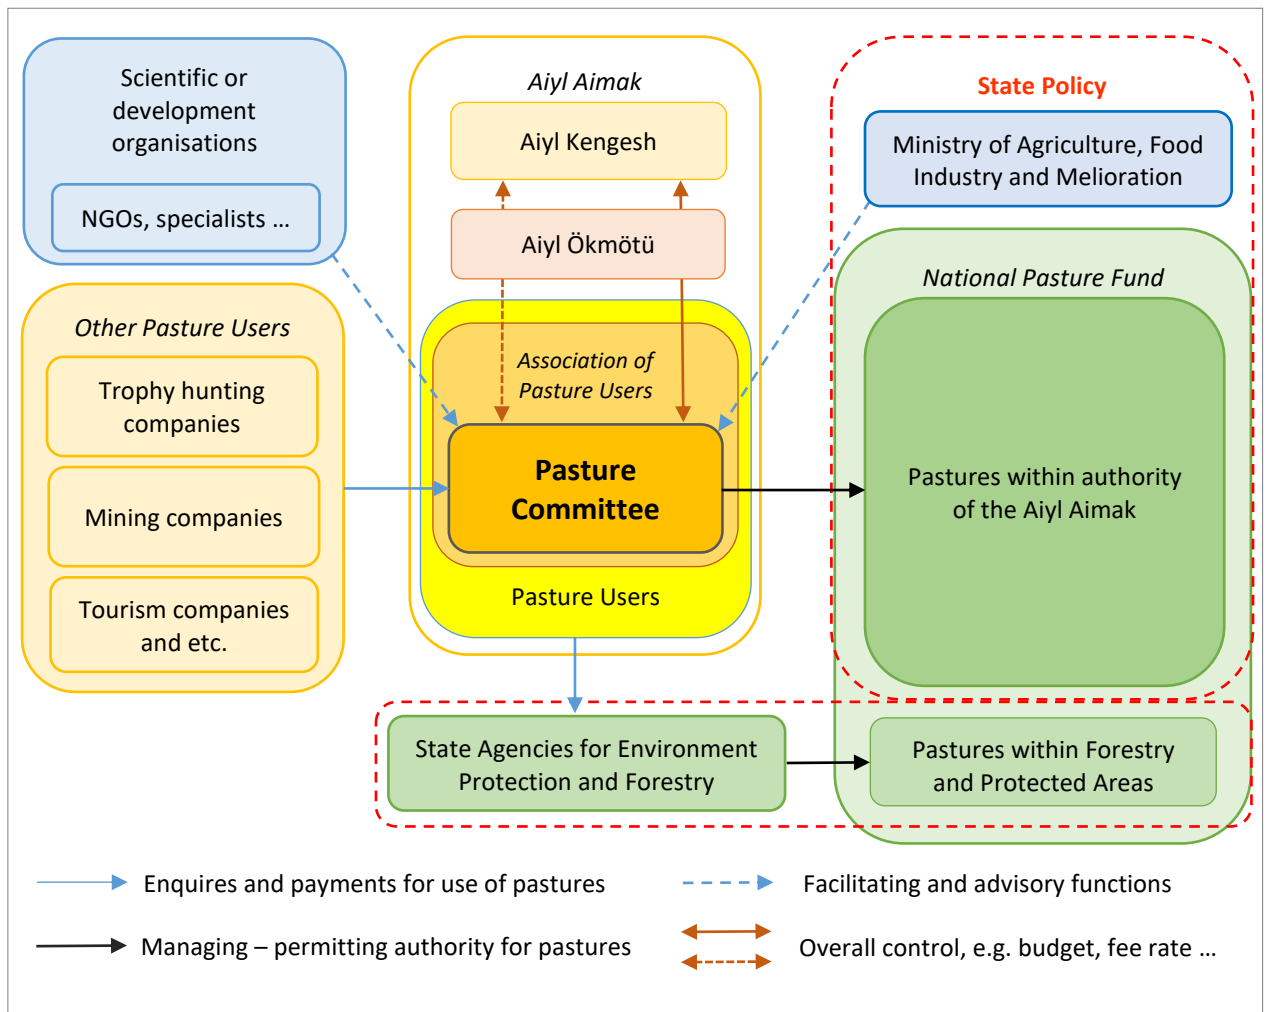 Scientific or
development
organisations
NGOs, specialists ...
Other Pasture Users
Trophy hunting
companies
Mining companies
Tourism companies
and etc.
Aiyl Aimak
Aiyl Kengesh
Aiyl Ökmötü
Association of
Pasture Users
Pasture
Committee
Pasture Users
State Policy
Ministry of Agriculture, Food
Industry and Melioration
National Pasture Fund
Pastures within authority
of the Aiyl Aimak
State Agencies for Environment
Protection and Forestry
Pastures within Forestry
and Protected Areas
Enquires and payments for use of pastures
Facilitating and advisory functions
Managing – permitting authority for pastures
Overall control, e.g. budget, fee rate ...